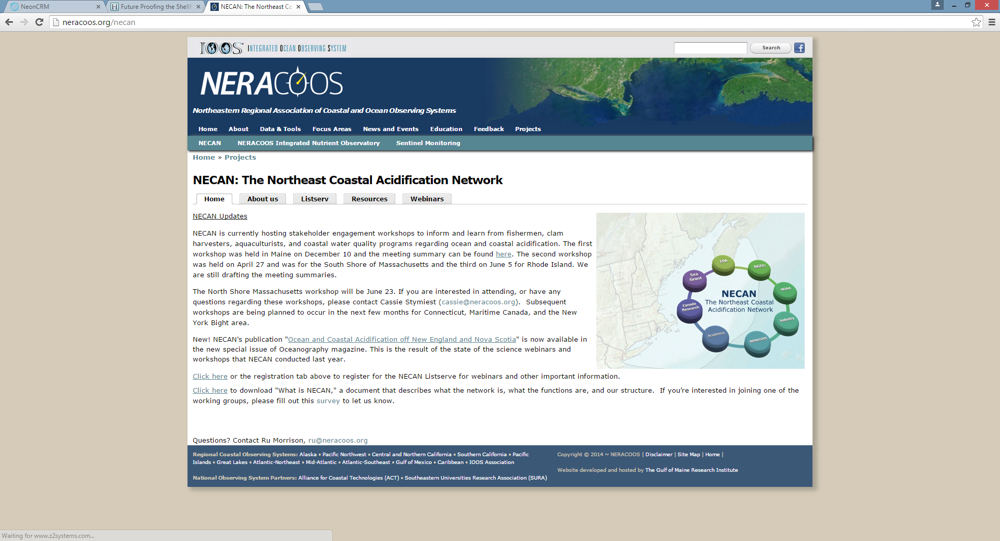 NeonCRM
Future Proofing the Shellf
NECAN: The Northeast Co
neracoos.org/necan
IOOS INTEGRATED OCEAN OBSERVING SYSTEM
Search
NERACOOS
Northeastern Regional Association of Coastal and Ocean Observing Systems
Home About Data & Tools Focus Areas News and Events Education Feedback Projects
NECAN NERACOOS Integrated Nutrient Observatory Sentinel Monitoring
Home » Projects
NECAN: The Northeast Coastal Acidification Network
Home About us Listserv Resources Webinars
NECAN Updates
NECAN is currently hosting stakeholder engagement workshops to inform and learn from fishermen, clam
harvesters, aquaculturists, and coastal water quality programs regarding ocean and coastal acidification. The first
workshop was held in Maine on December 10 and the meeting summary can be found here. The second workshop
was held on April 27 and was for the South Shore of Massachusetts and the third on June 5 for Rhode Island. We
are still drafting the meeting summaries.
The North Shore Massachusetts workshop will be June 23. If you are interested in attending, or have any
questions regarding these workshops, please contact Cassie Stymiest (cassie@neracoos.org).  Subsequent
workshops are being planned to occur in the next few months for Connecticut, Maritime Canada, and the New
York Bight area.
New! NECAN's publication "Ocean and Coastal Acidification off New England and Nova Scotia" is now available in
the new special issue of Oceanography magazine. This is the result of the state of the science webinars and
workshops that NECAN conducted last year.
EPA
NGOs
Sea
Grant
NOAA
NECAN
The Northeast Coastal
Acidification Network
Canada
Research
Industry
Academia
NERACOOS
Click here or the registration tab above to register for the NECAN Listserve for webinars and other important information.
Click here to download "What is NECAN," a document that describes what the network is, what the functions are, and our structure.  If you’re interested in joining one of the
working groups, please fill out this survey to let us know.
Questions? Contact Ru Morrison, ru@neracoos.org
Regional Coastal Observing Systems: Alaska • Pacific Northwest • Central and Northern California • Southern California • Pacific
Islands • Great Lakes • Atlantic-Northeast • Mid-Atlantic • Atlantic-Southeast • Gulf of Mexico • Caribbean • IOOS Association
National Observing System Partners: Alliance for Coastal Technologies (ACT) • Southeastern Universities Research Association (SURA)
Copyright © 2014 ~ NERACOOS | Disclaimer | Site Map | Home |
Website developed and hosted by The Gulf of Maine Research Institute
Waiting for www.z2systems.com...